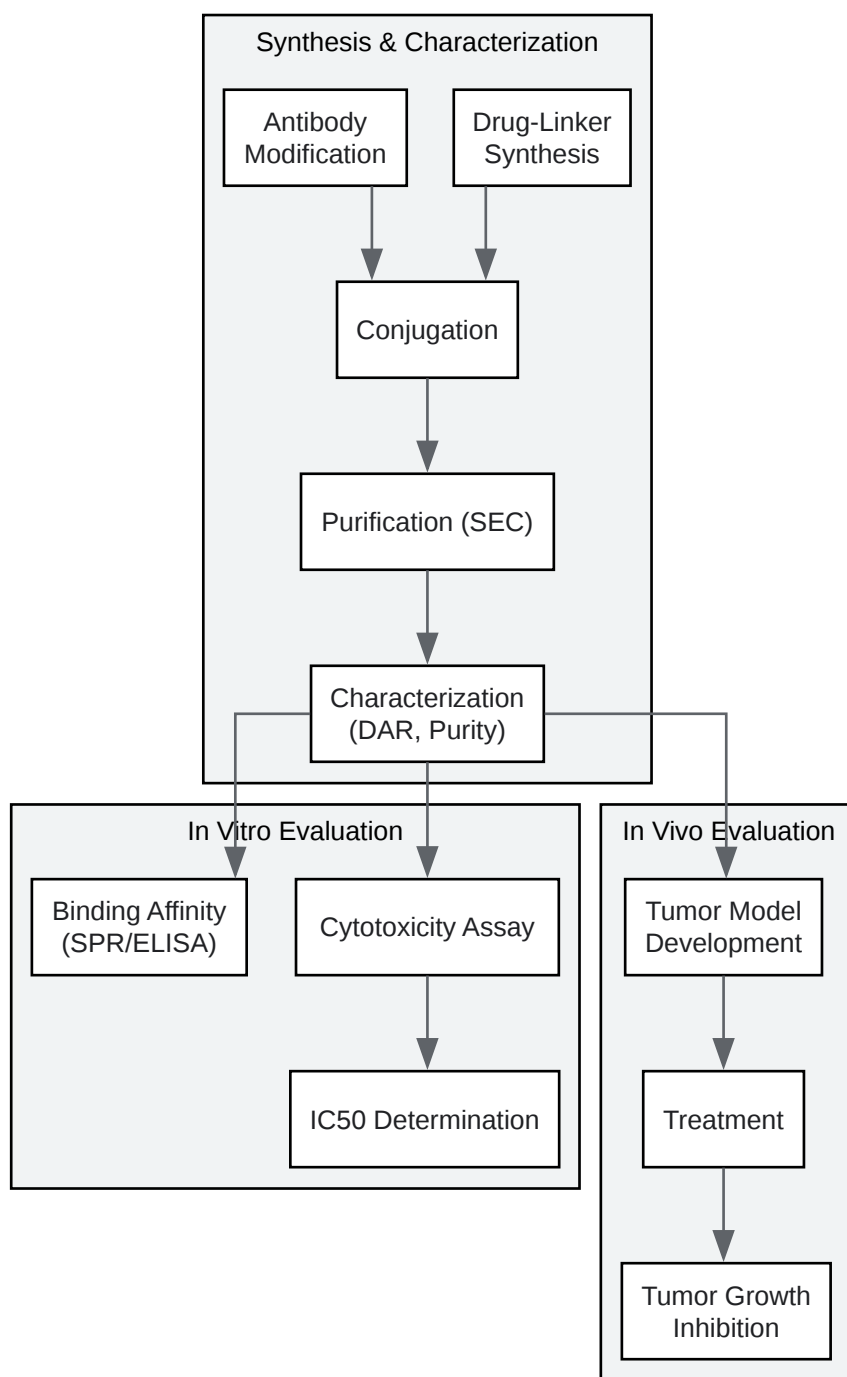 Synthesis & Characterization
Antibody
Modification
Drug-Linker
Synthesis
Conjugation
Purification (SEC)
Characterization
(DAR, Purity)
In Vitro Evaluation
Binding Affinity
(SPR/ELISA)
Cytotoxicity Assay
IC50 Determination
In Vivo Evaluation
Tumor Model
Development
Treatment
Tumor Growth
Inhibition